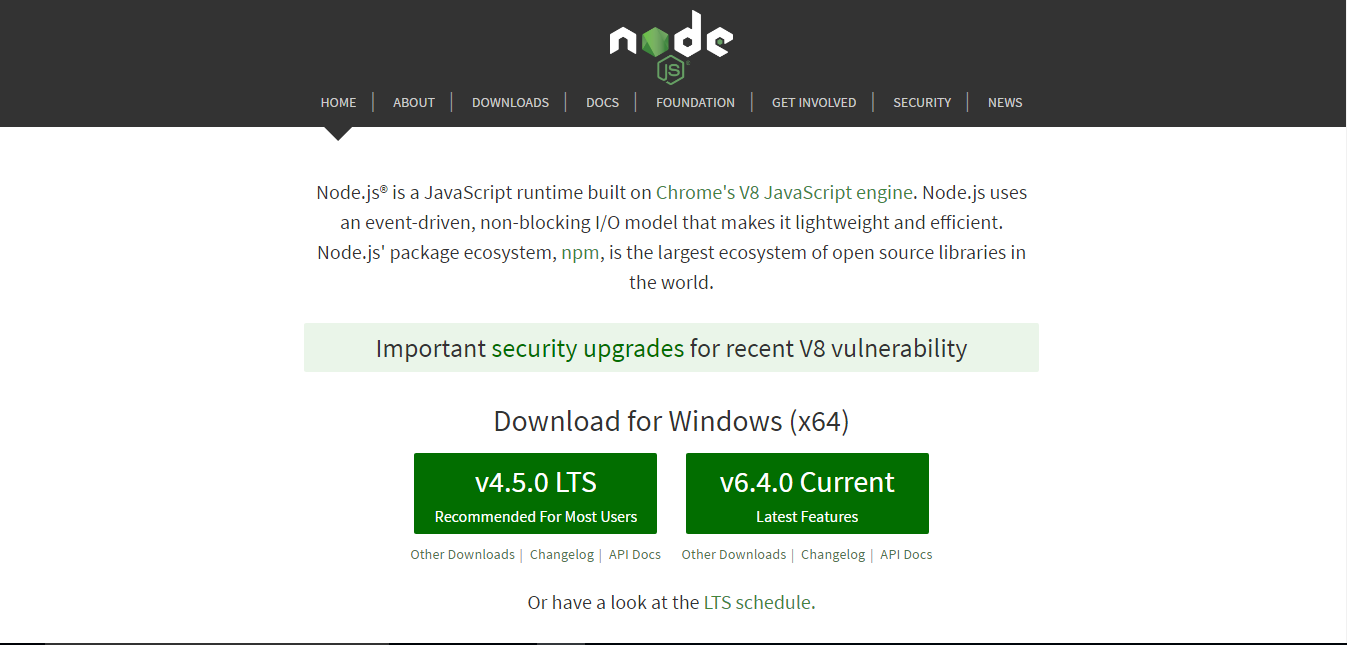 node
JS®
HOME | ABOUT | DOWNLOADS | DOCS | FOUNDATION | GET INVOLVED | SECURITY | NEWS
Node.js® is a JavaScript runtime built on Chrome's V8 JavaScript engine. Node.js uses
an event-driven, non-blocking I/O model that makes it lightweight and efficient.
Node.js' package ecosystem, npm, is the largest ecosystem of open source libraries in
the world.
Important security upgrades for recent V8 vulnerability
Download for Windows (x64)
v4.5.0 LTS
Recommended For Most Users
v6.4.0 Current
Latest Features
Other Downloads | Changelog | API Docs
Other Downloads | Changelog | API Docs
Or have a look at the LTS schedule.